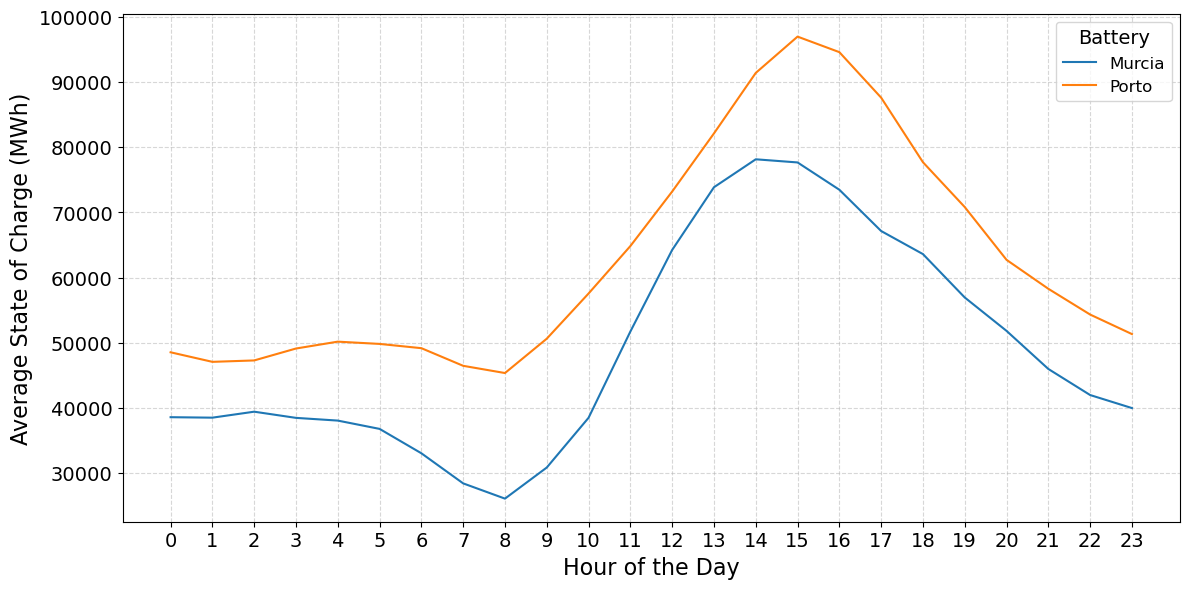 100000
90000
80000
70000
60000
50000
40000
30000
Average State of Charge (MWh)
Battery
Murcia
Porto
0 1 2 3 4 5 6 7 8 9 10 11 12 13 14 15 16 17 18 19 20 21 22 23
Hour of the Day